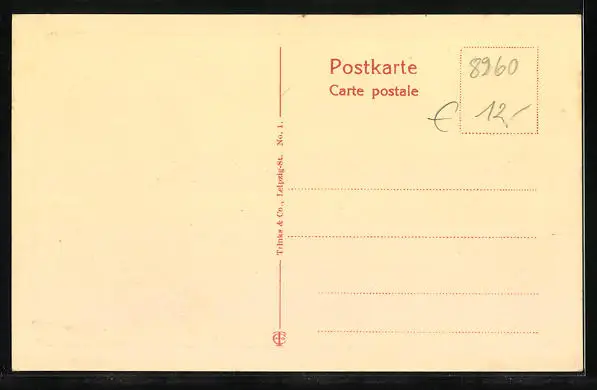 Postkarte
Carte postale
8960
€ 12,-
Trinks & Co., Leipzig-St. No. 1.